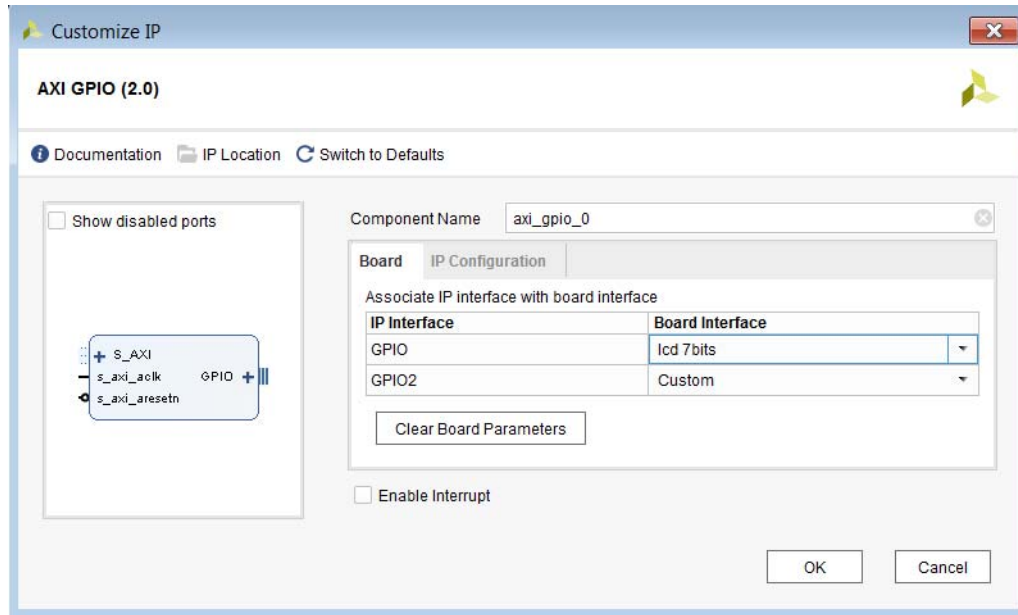 Customize IP
AXI GPIO (2.0)
Documentation IP Location Switch to Defaults
Show disabled ports
S_AXI
s_axi_aclk GPIO
s_axi_aresetn
Component Name axi_gpio_0
Board IP Configuration
Associate IP interface with board interface
IP Interface Board Interface
GPIO lcd 7bits
GPIO2 Custom
Clear Board Parameters
Enable Interrupt
OK Cancel